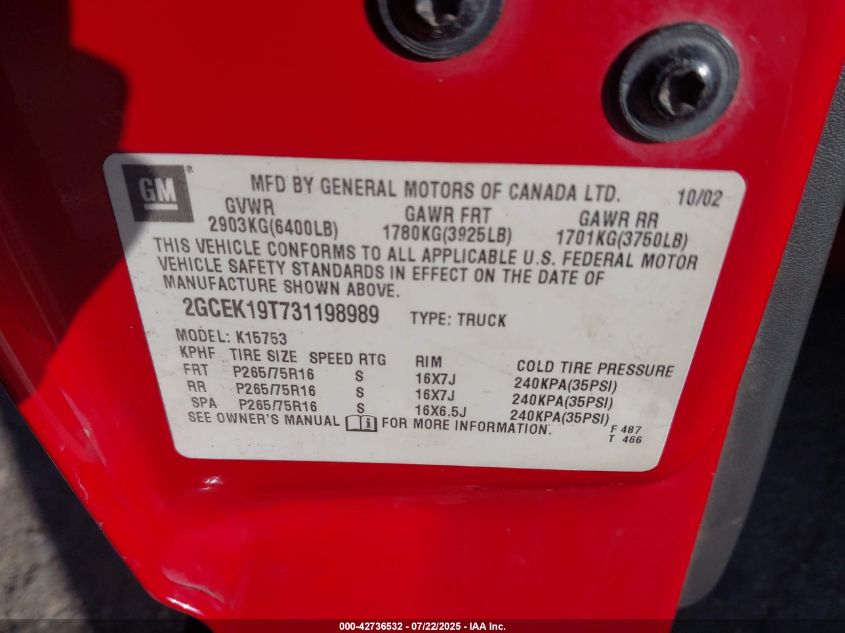 GM ® MFD BY GENERAL MOTORS OF CANADA LTD. 10/02
GVWR GAWR FRT GAWR RR
2903KG(6400LB) 1780KG(3925LB) 1701KG(3750LB)
THIS VEHICLE CONFORMS TO ALL APPLICABLE U.S. FEDERAL MOTOR
VEHICLE SAFETY STANDARDS IN EFFECT ON THE DATE OF
MANUFACTURE SHOWN ABOVE.
2GCEK19T731198989 TYPE: TRUCK
MODEL: K15753
KPHF TIRE SIZE SPEED RTG RIM COLD TIRE PRESSURE
FRT P265/75R16 S 16X7J 240KPA(35PSI)
RR P265/75R16 S 16X7J 240KPA(35PSI)
SPA P265/75R16 S 16X6.5J 240KPA(35PSI)
SEE OWNER'S MANUAL FOR MORE INFORMATION. F 487
T 466
000-42736532 - 07/22/2025 - IAA Inc.